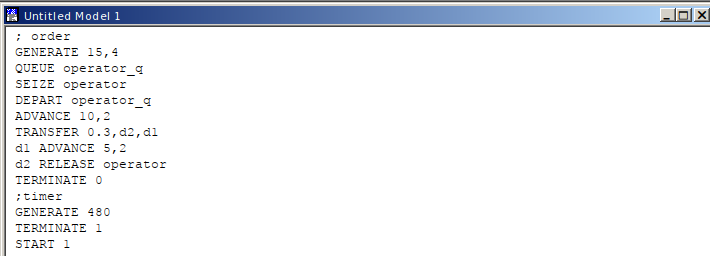 Untitled Model 1
; order
GENERATE 15,4
QUEUE operator_q
SEIZE operator
DEPART operator_q
ADVANCE 10,2
TRANSFER 0.3,d2,d1
d1 ADVANCE 5,2
d2 RELEASE operator
TERMINATE 0
;timer
GENERATE 480
TERMINATE 1
START 1